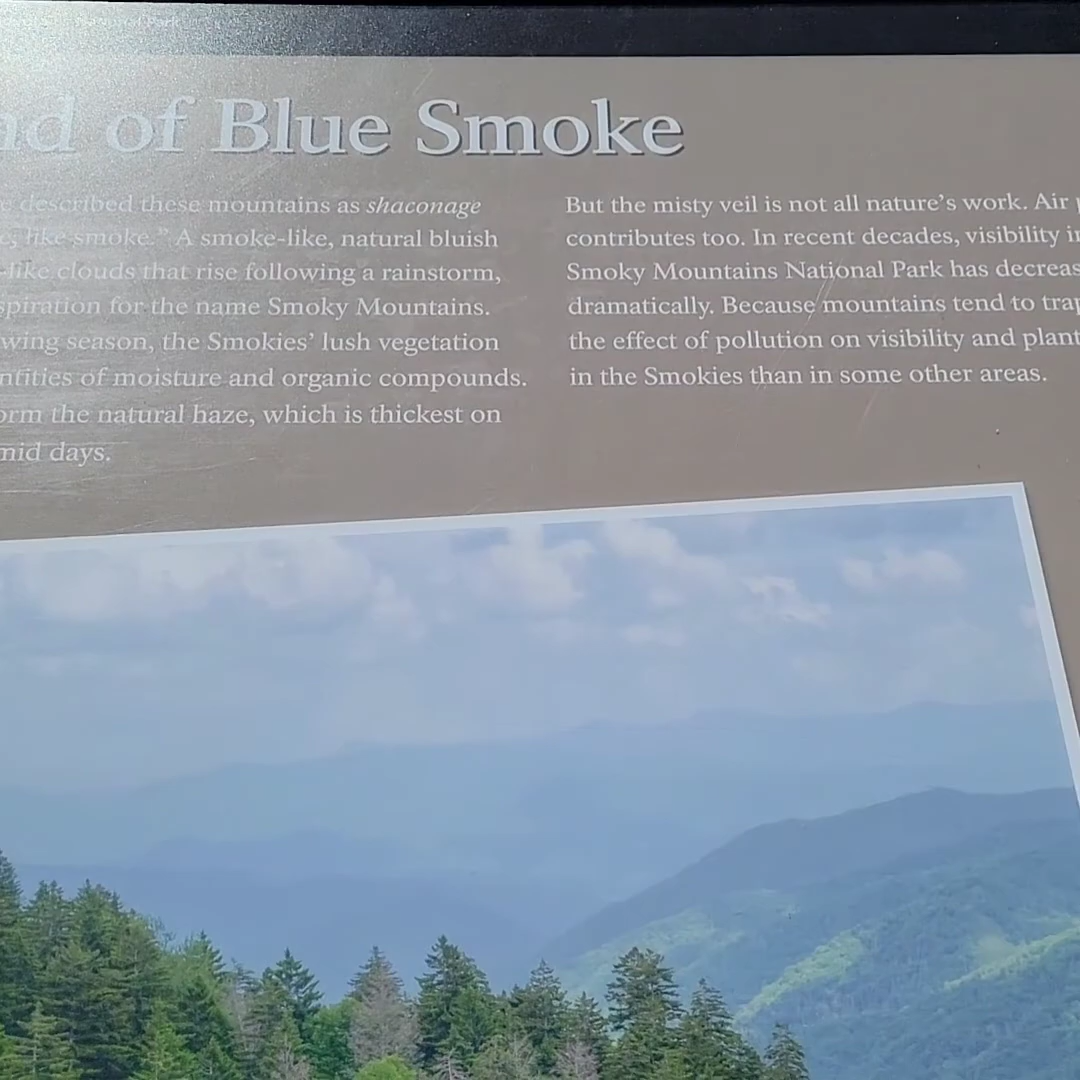 National Park
nd of Blue Smoke
e described these mountains as shaconage
e, like smoke.” A smoke-like, natural bluish
-like clouds that rise following a rainstorm,
spiration for the name Smoky Mountains.
wing season, the Smokies’ lush vegetation
ntities of moisture and organic compounds.
orm the natural haze, which is thickest on
mid days.
But the misty veil is not all nature’s work. Air
contributes too. In recent decades, visibility in
Smoky Mountains National Park has decreas
dramatically. Because mountains tend to trap
the effect of pollution on visibility and plant
in the Smokies than in some other areas.